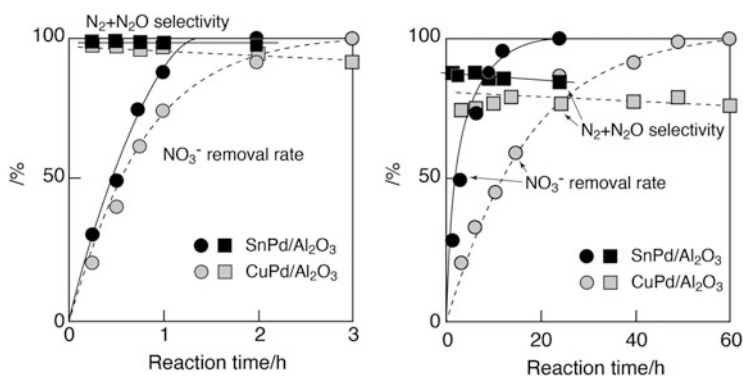 N₂+N₂O selectivity
100
50
0
/%
NO₃⁻ removal rate
SnPd/Al₂O₃
CuPd/Al₂O₃
0 1 2 3
Reaction time/h
100
50
0
/%
N₂+N₂O selectivity
NO₃⁻ removal rate
SnPd/Al₂O₃
CuPd/Al₂O₃
0 20 40 60
Reaction time/h